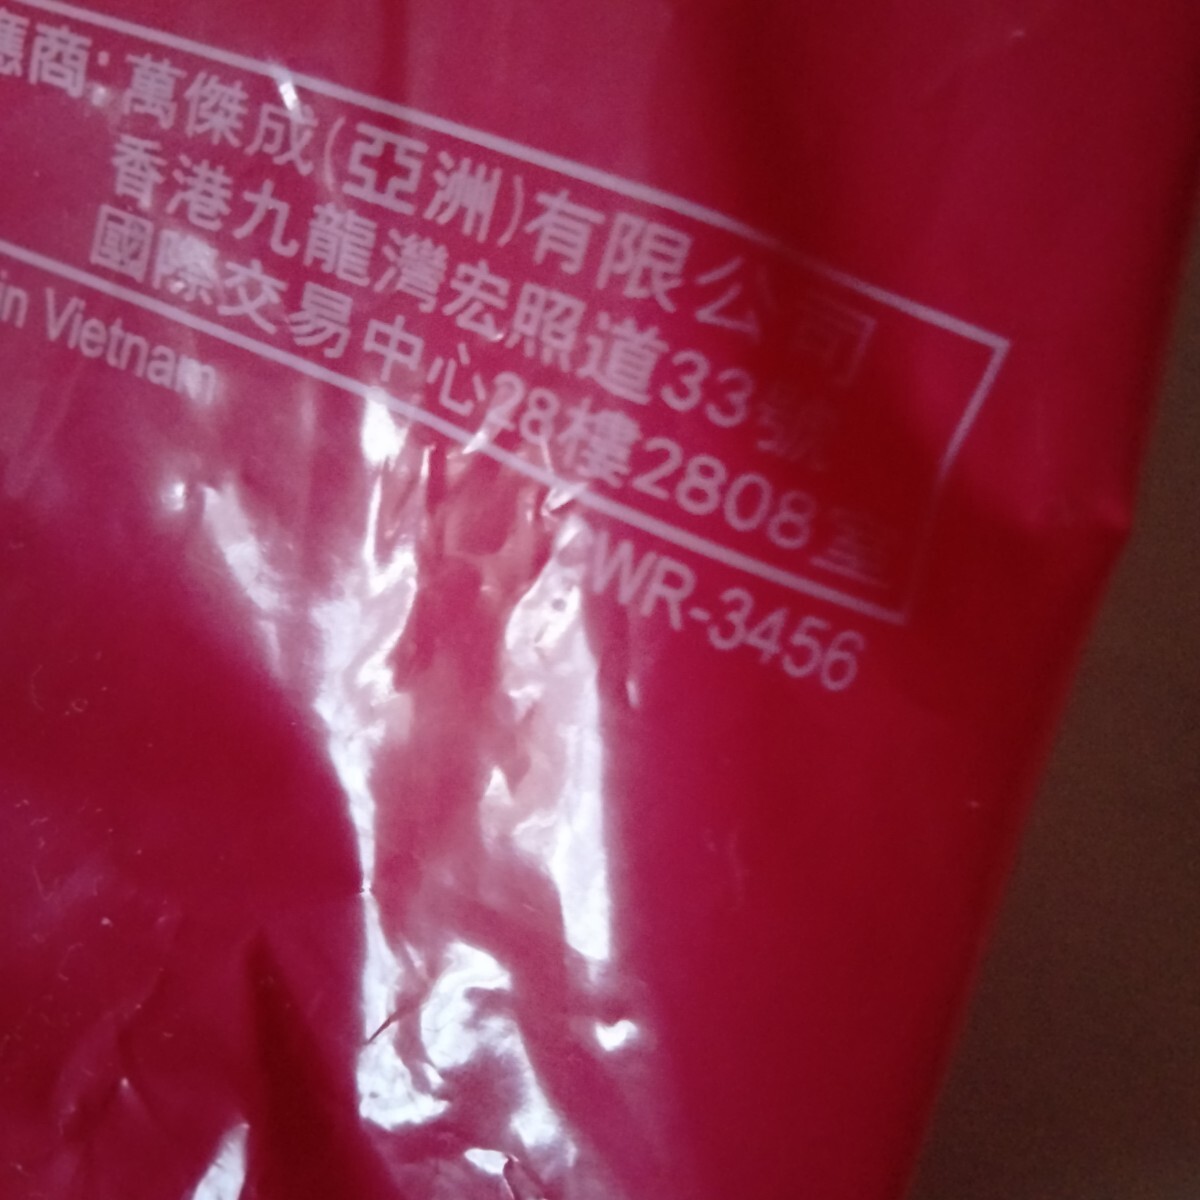 應商：萬傑成(亞洲)有限公司
香港九龍灣宏照道33號
國際交易中心28樓2808室
in Vietnam
WR-3456